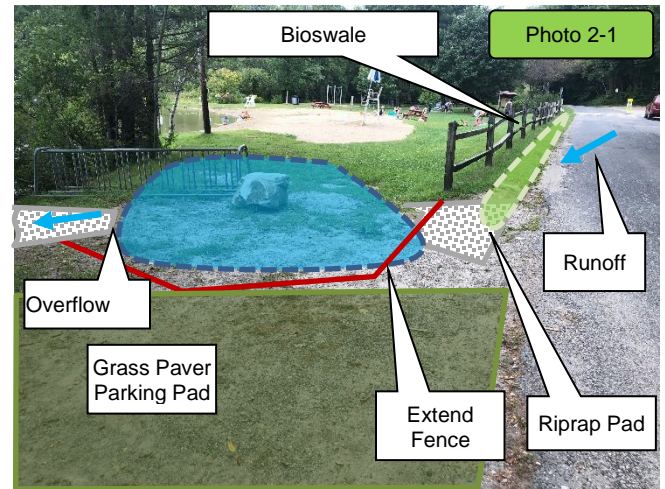 Bioswale
Photo 2-1
Runoff
Overflow
Grass Paver
Parking Pad
Extend
Fence
Riprap Pad